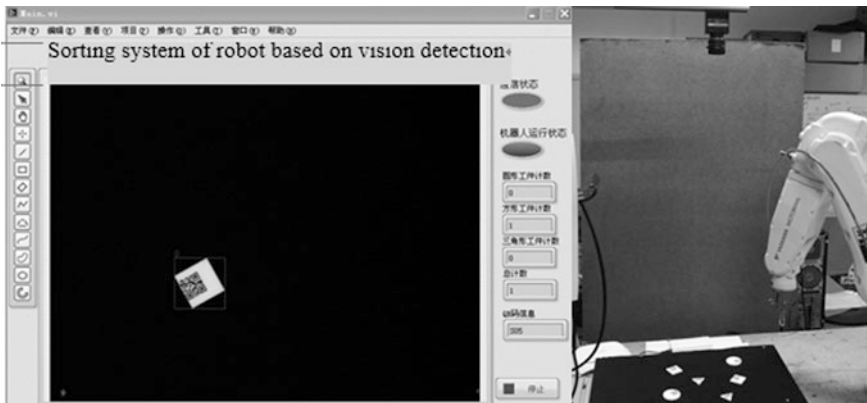 Main.vi
文件(F) 编辑(E) 查看(V) 项目(P) 操作(O) 工具(T) 窗口(W) 帮助(H)
Sorting system of robot based on vision detection
机器人运行状态
圆形工件计数
0
方形工件计数
1
三角形工件计数
0
总计数
1
005
停止